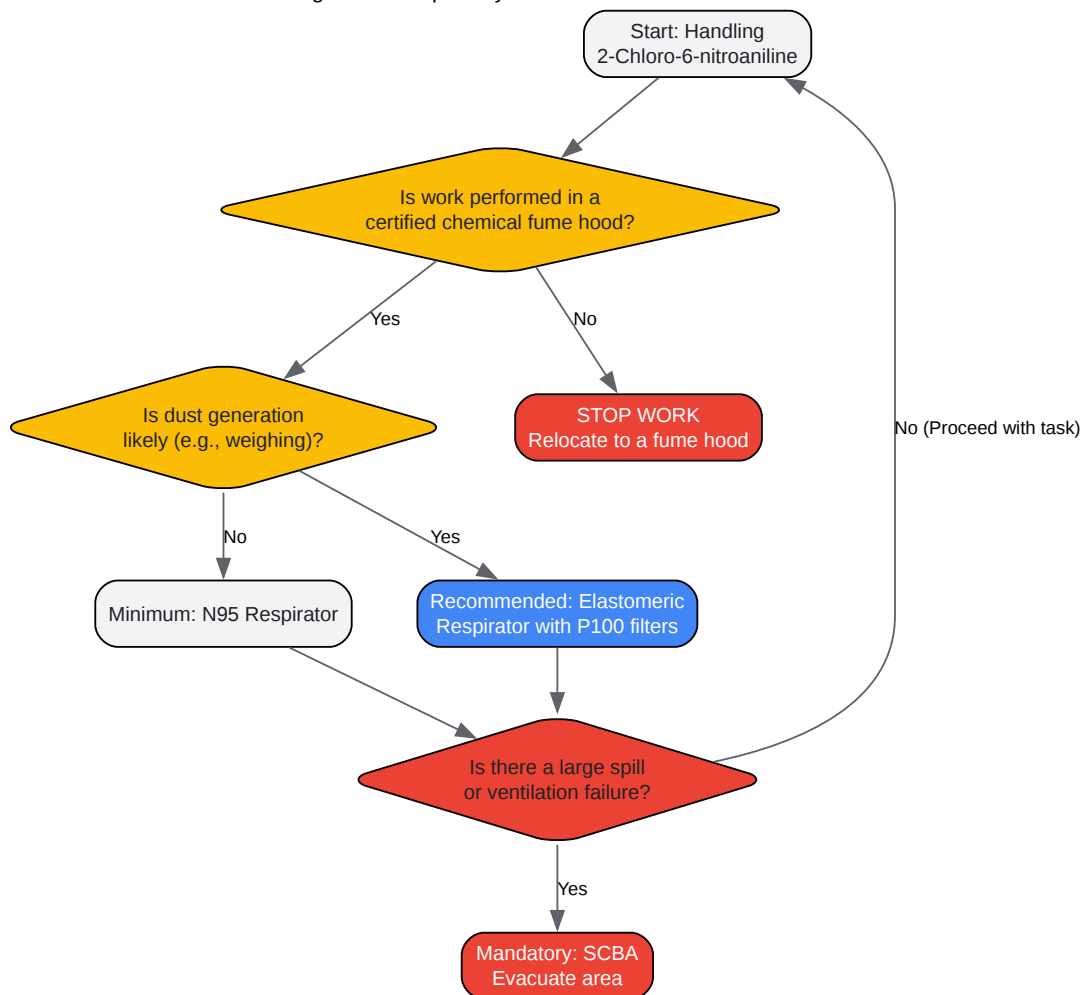 Start: Handling
2-Chloro-6-nitroaniline
Is work performed in a
certified chemical fume hood?
Yes
No
Is dust generation
likely (e.g., weighing)?
STOP WORK
Relocate to a fume hood
No (Proceed with task)
No
Yes
Minimum: N95 Respirator
Recommended: Elastomeric
Respirator with P100 filters
Is there a large spill
or ventilation failure?
Yes
Mandatory: SCBA
Evacuate area